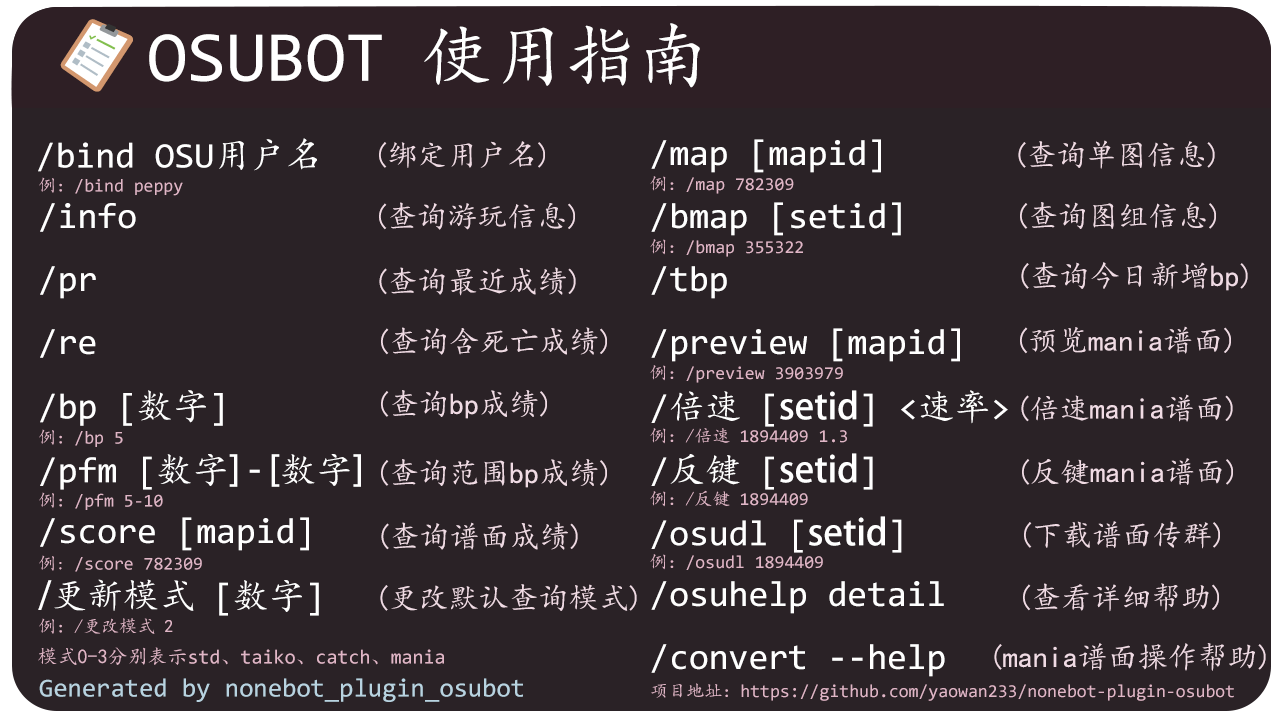 OSUBOT 使用指南
/bind OSU用户名 (绑定用户名)
例: /bind peppy
/info (查询游玩信息)
/pr (查询最近成绩)
/re (查询含死亡成绩)
/bp [数字] (查询bp成绩)
例: /bp 5
/pfm [数字]-[数字] (查询范围bp成绩)
例: /pfm 5-10
/score [mapid] (查询谱面成绩)
例: /score 782309
/更新模式 [数字] (更改默认查询模式)
例: /更改模式 2
模式0-3分别表示std、taiko、catch、mania
Generated by nonebot_plugin_osubot
/map [mapid] (查询单图信息)
例: /map 782309
/bmap [setid] (查询图组信息)
例: /bmap 355322
/tbp (查询今日新增bp)
/preview [mapid] (预览mania谱面)
例: /preview 3903979
/倍速 [setid] <速率> (倍速mania谱面)
例: /倍速 1894409 1.3
/反键 [setid] (反键mania谱面)
例: /反键 1894409
/osudl [setid] (下载谱面传群)
例: /osudl 1894409
/osuhelp detail (查看详细帮助)
/convert --help (mania谱面操作帮助)
项目地址: https://github.com/yaowan233/nonebot-plugin-osubot